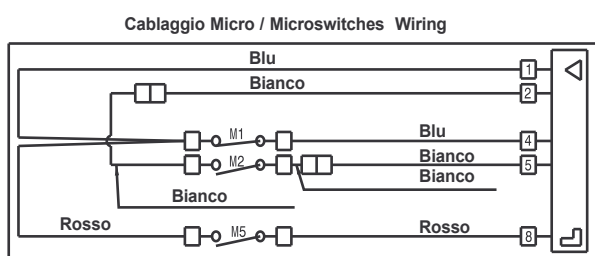 Cablaggio Micro / Microswitches Wiring
Blu
1
Bianco
2
M1
Blu
4
M2
Bianco
5
Bianco
Bianco
Rosso
M5
Rosso
8